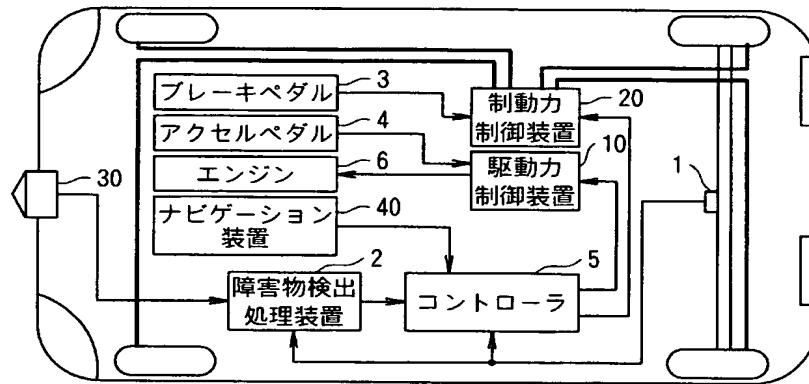 ブレーキペダル
3
アクセルペダル
4
エンジン
6
ナビゲーション
装置
40
制動力
制御装置
20
駆動力
制御装置
10
1
30
障害物検出
処理装置
2
コントローラ
5